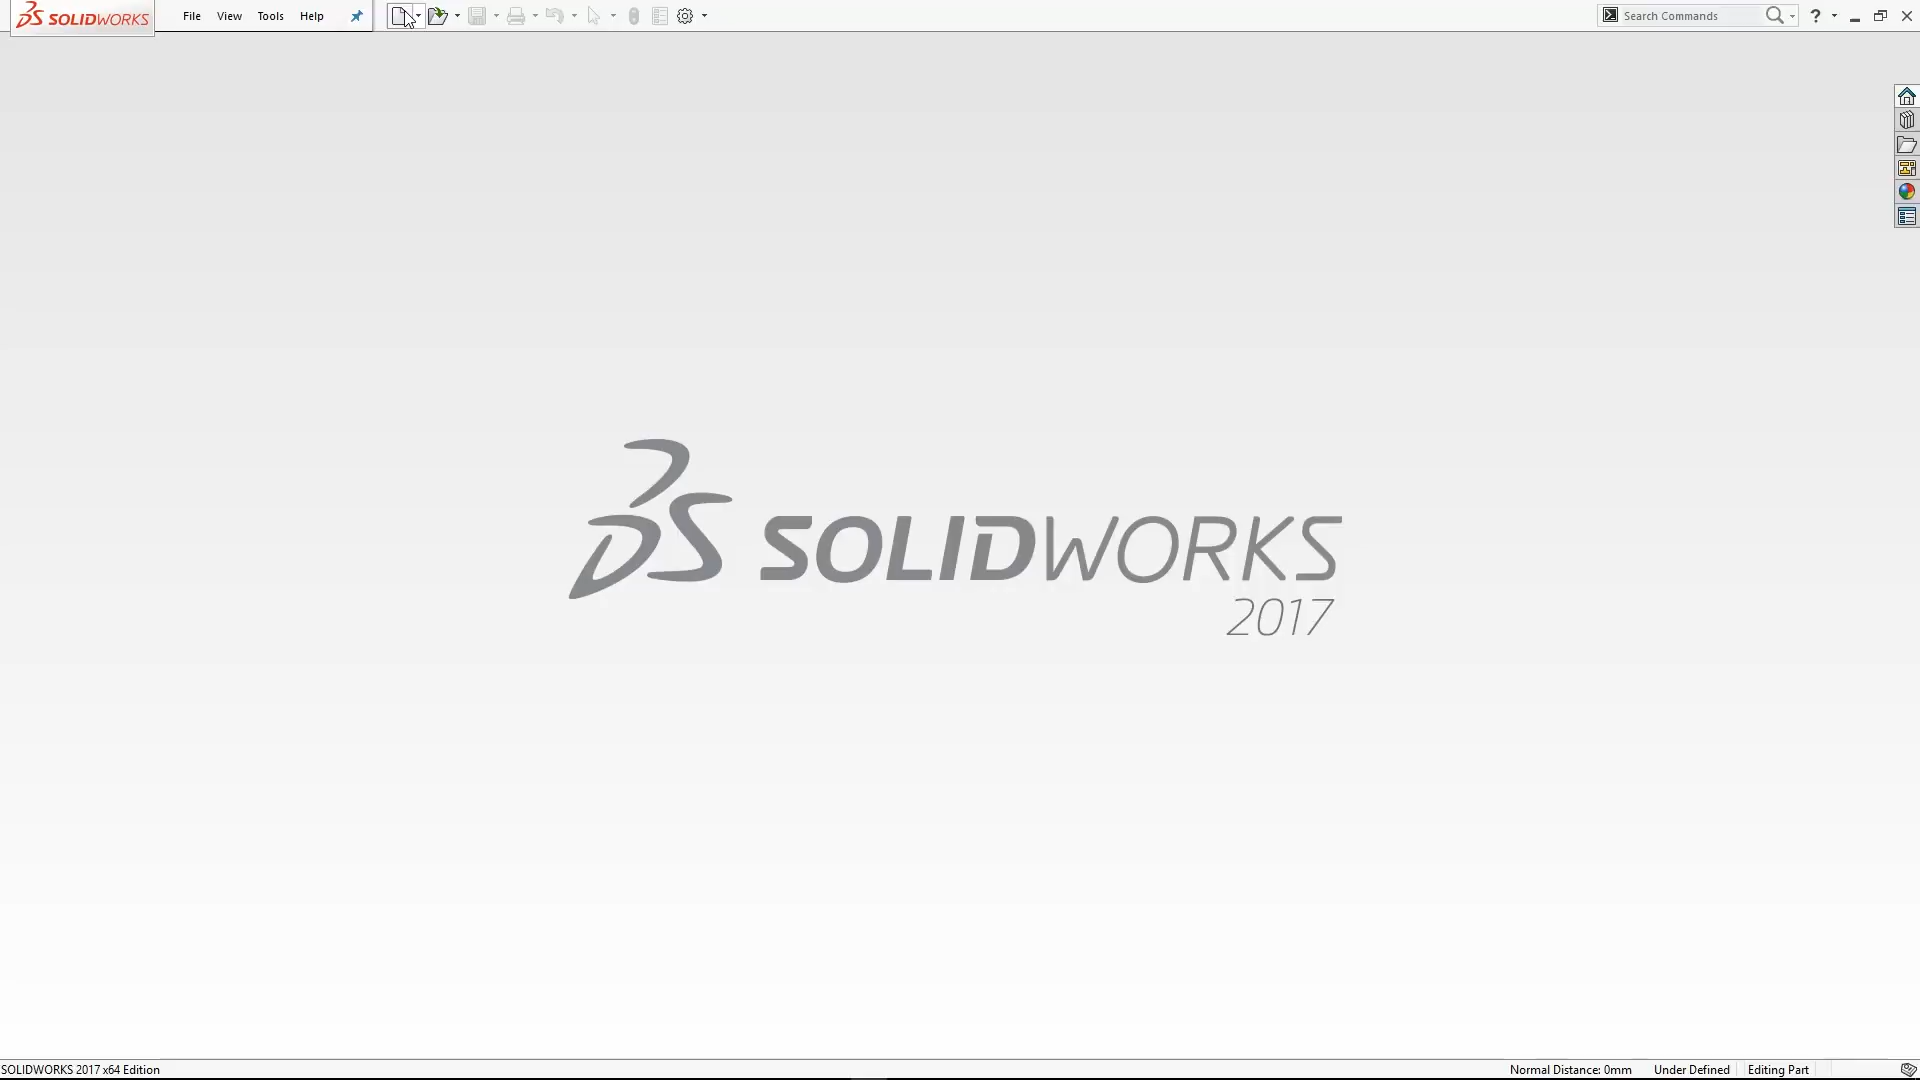 SOLIDWORKS File View Tools Help Search Commands ?
SOLIDWORKS
2017
SOLIDWORKS 2017 x64 Edition Normal Distance: 0mm Under Defined Editing Part